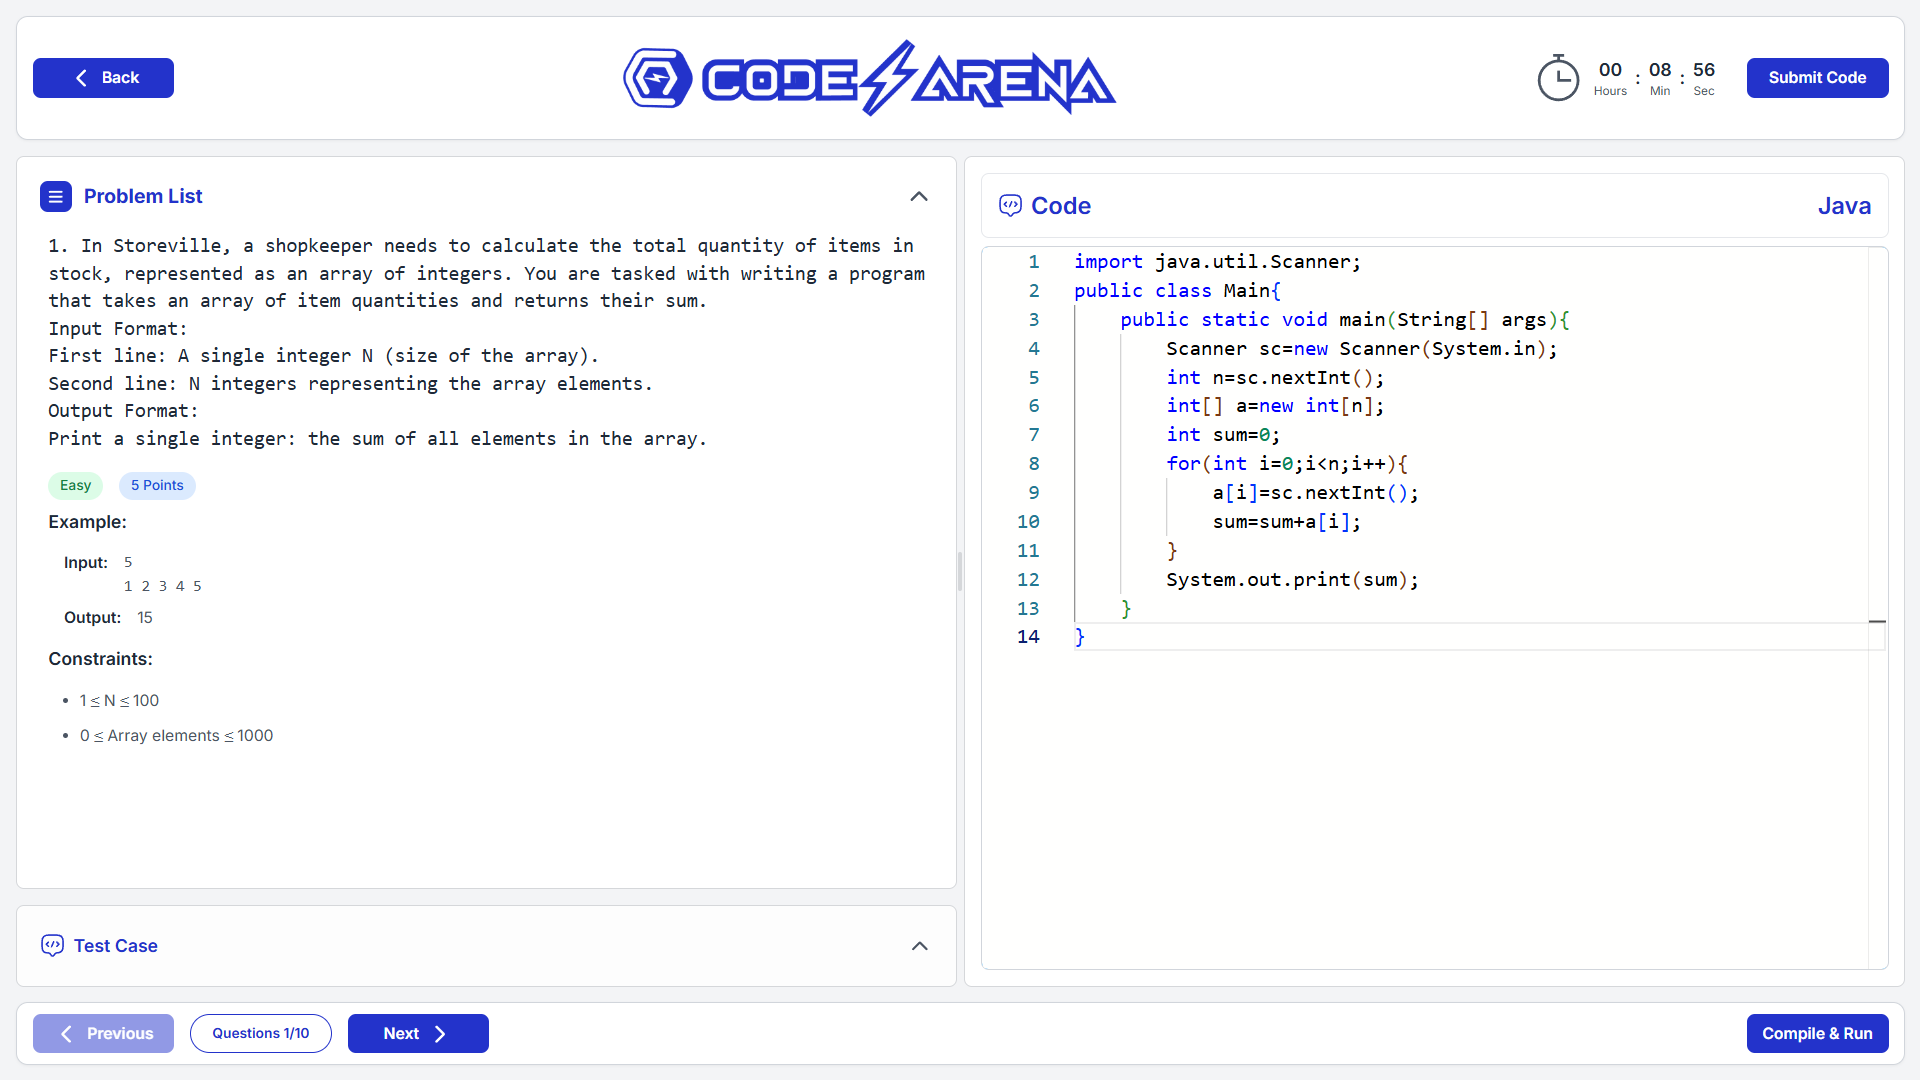 Back
CODE ARENA
00 : 08 : 56
Hours Min Sec
Submit Code
Problem List
1. In Storeville, a shopkeeper needs to calculate the total quantity of items in
stock, represented as an array of integers. You are tasked with writing a program
that takes an array of item quantities and returns their sum.
Input Format:
First line: A single integer N (size of the array).
Second line: N integers representing the array elements.
Output Format:
Print a single integer: the sum of all elements in the array.
Easy 5 Points
Example:
Input: 5
1 2 3 4 5
Output: 15
Constraints:
• 1 ≤ N ≤ 100
• 0 ≤ Array elements ≤ 1000
Test Case
Code Java
1 import java.util.Scanner;
2 public class Main{
3     public static void main(String[] args){
4         Scanner sc=new Scanner(System.in);
5         int n=sc.nextInt();
6         int[] a=new int[n];
7         int sum=0;
8         for(int i=0;i<n;i++){
9             a[i]=sc.nextInt();
10             sum=sum+a[i];
11         }
12         System.out.print(sum);
13     }
14 }
Previous
Questions 1/10
Next
Compile & Run